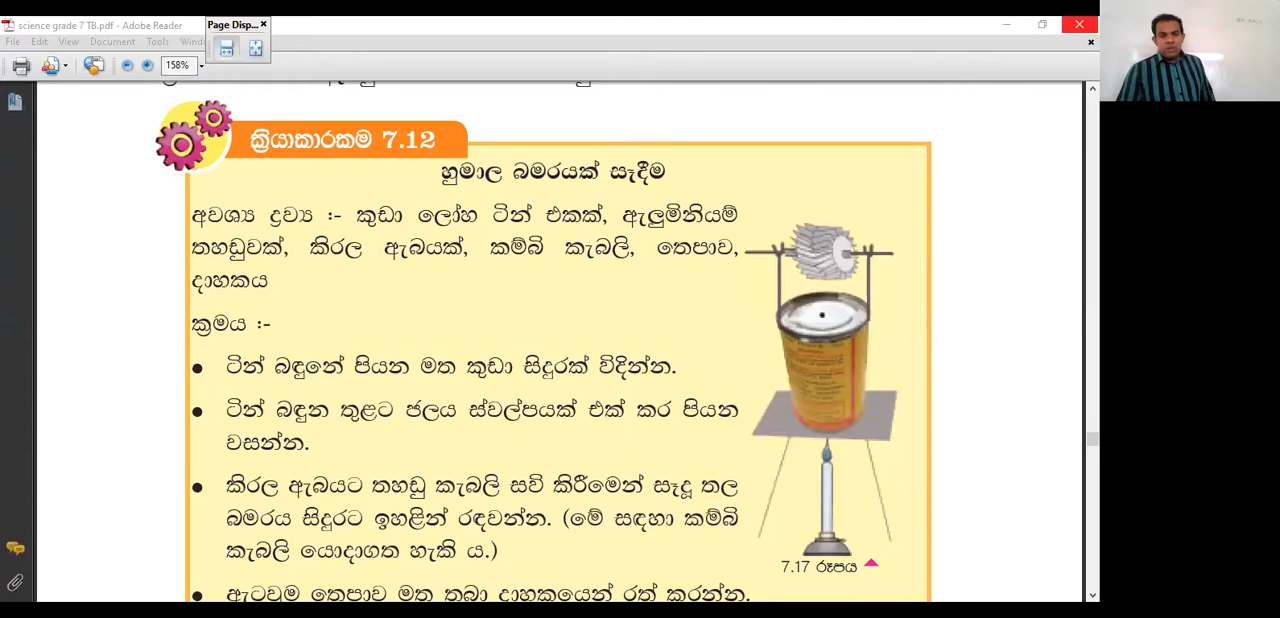 science grade 7 TB.pdf - Adobe Reader
Page Disp...
File Edit View Document Tools Windo
158%
ක්‍රියාකාරකම 7.12
හුමාල බමරයක් සෑදීම
අවශ්‍ය ද්‍රව්‍ය :- කුඩා ලෝහ ටින් එකක්, ඇලුමිනියම්
තහඩුවක්, කිරල ඇබයක්, කම්බි කැබලි, තෙපාව,
දාහකය
ක්‍රමය :-
● ටින් බඳුනේ පියන මත කුඩා සිදුරක් විදින්න.
● ටින් බඳුන තුළට ජලය ස්වල්පයක් එක් කර පියන
වසන්න.
● කිරල ඇබයට තහඩු කැබලි සවි කිරීමෙන් සෑදූ තල
බමරය සිදුරට ඉහළින් රඳවන්න. (මේ සඳහා කම්බි
කැබලි යොදාගත හැකි ය.)
● ඇටවුම තෙපාව මත තබා දාහකයෙන් රත් කරන්න.
7.17 රූපය